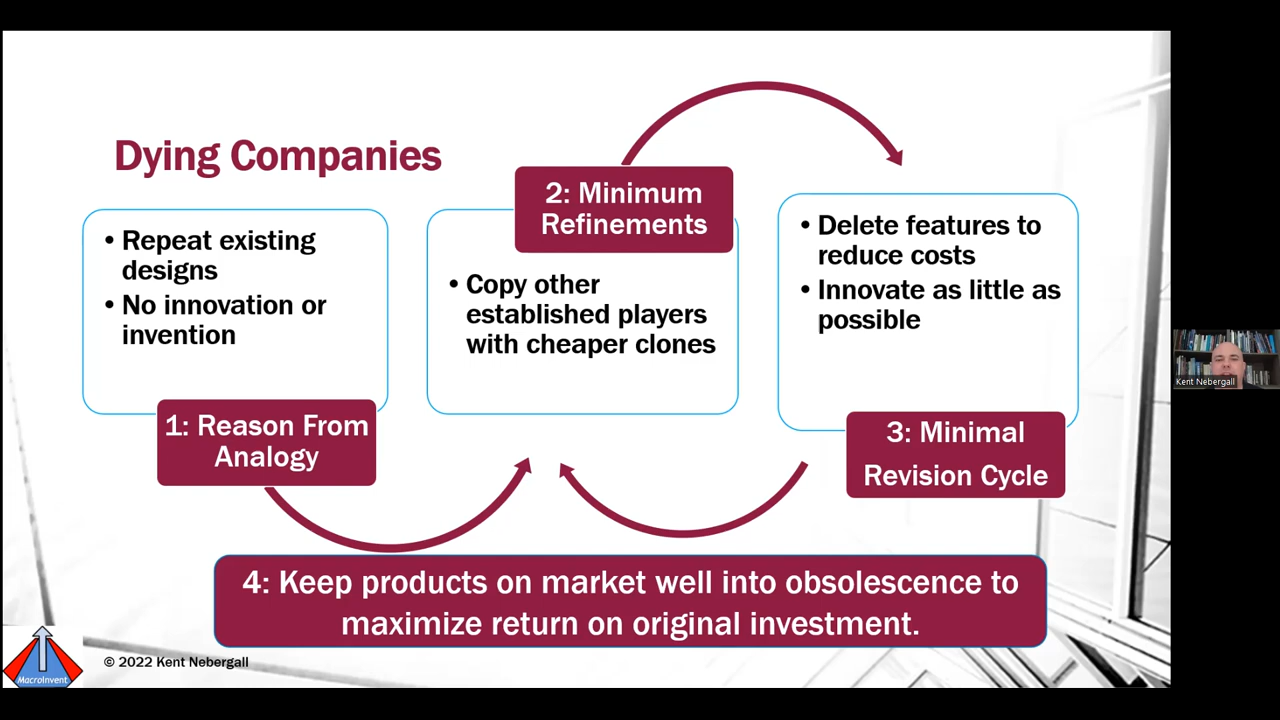 Dying Companies
• Repeat existing
designs
• No innovation or
invention
1: Reason From
Analogy
2: Minimum
Refinements
• Copy other
established players
with cheaper clones
• Delete features to
reduce costs
• Innovate as little as
possible
3: Minimal
Revision Cycle
4: Keep products on market well into obsolescence to
maximize return on original investment.
MacroInvent
© 2022 Kent Nebergall
Kent Nebergall